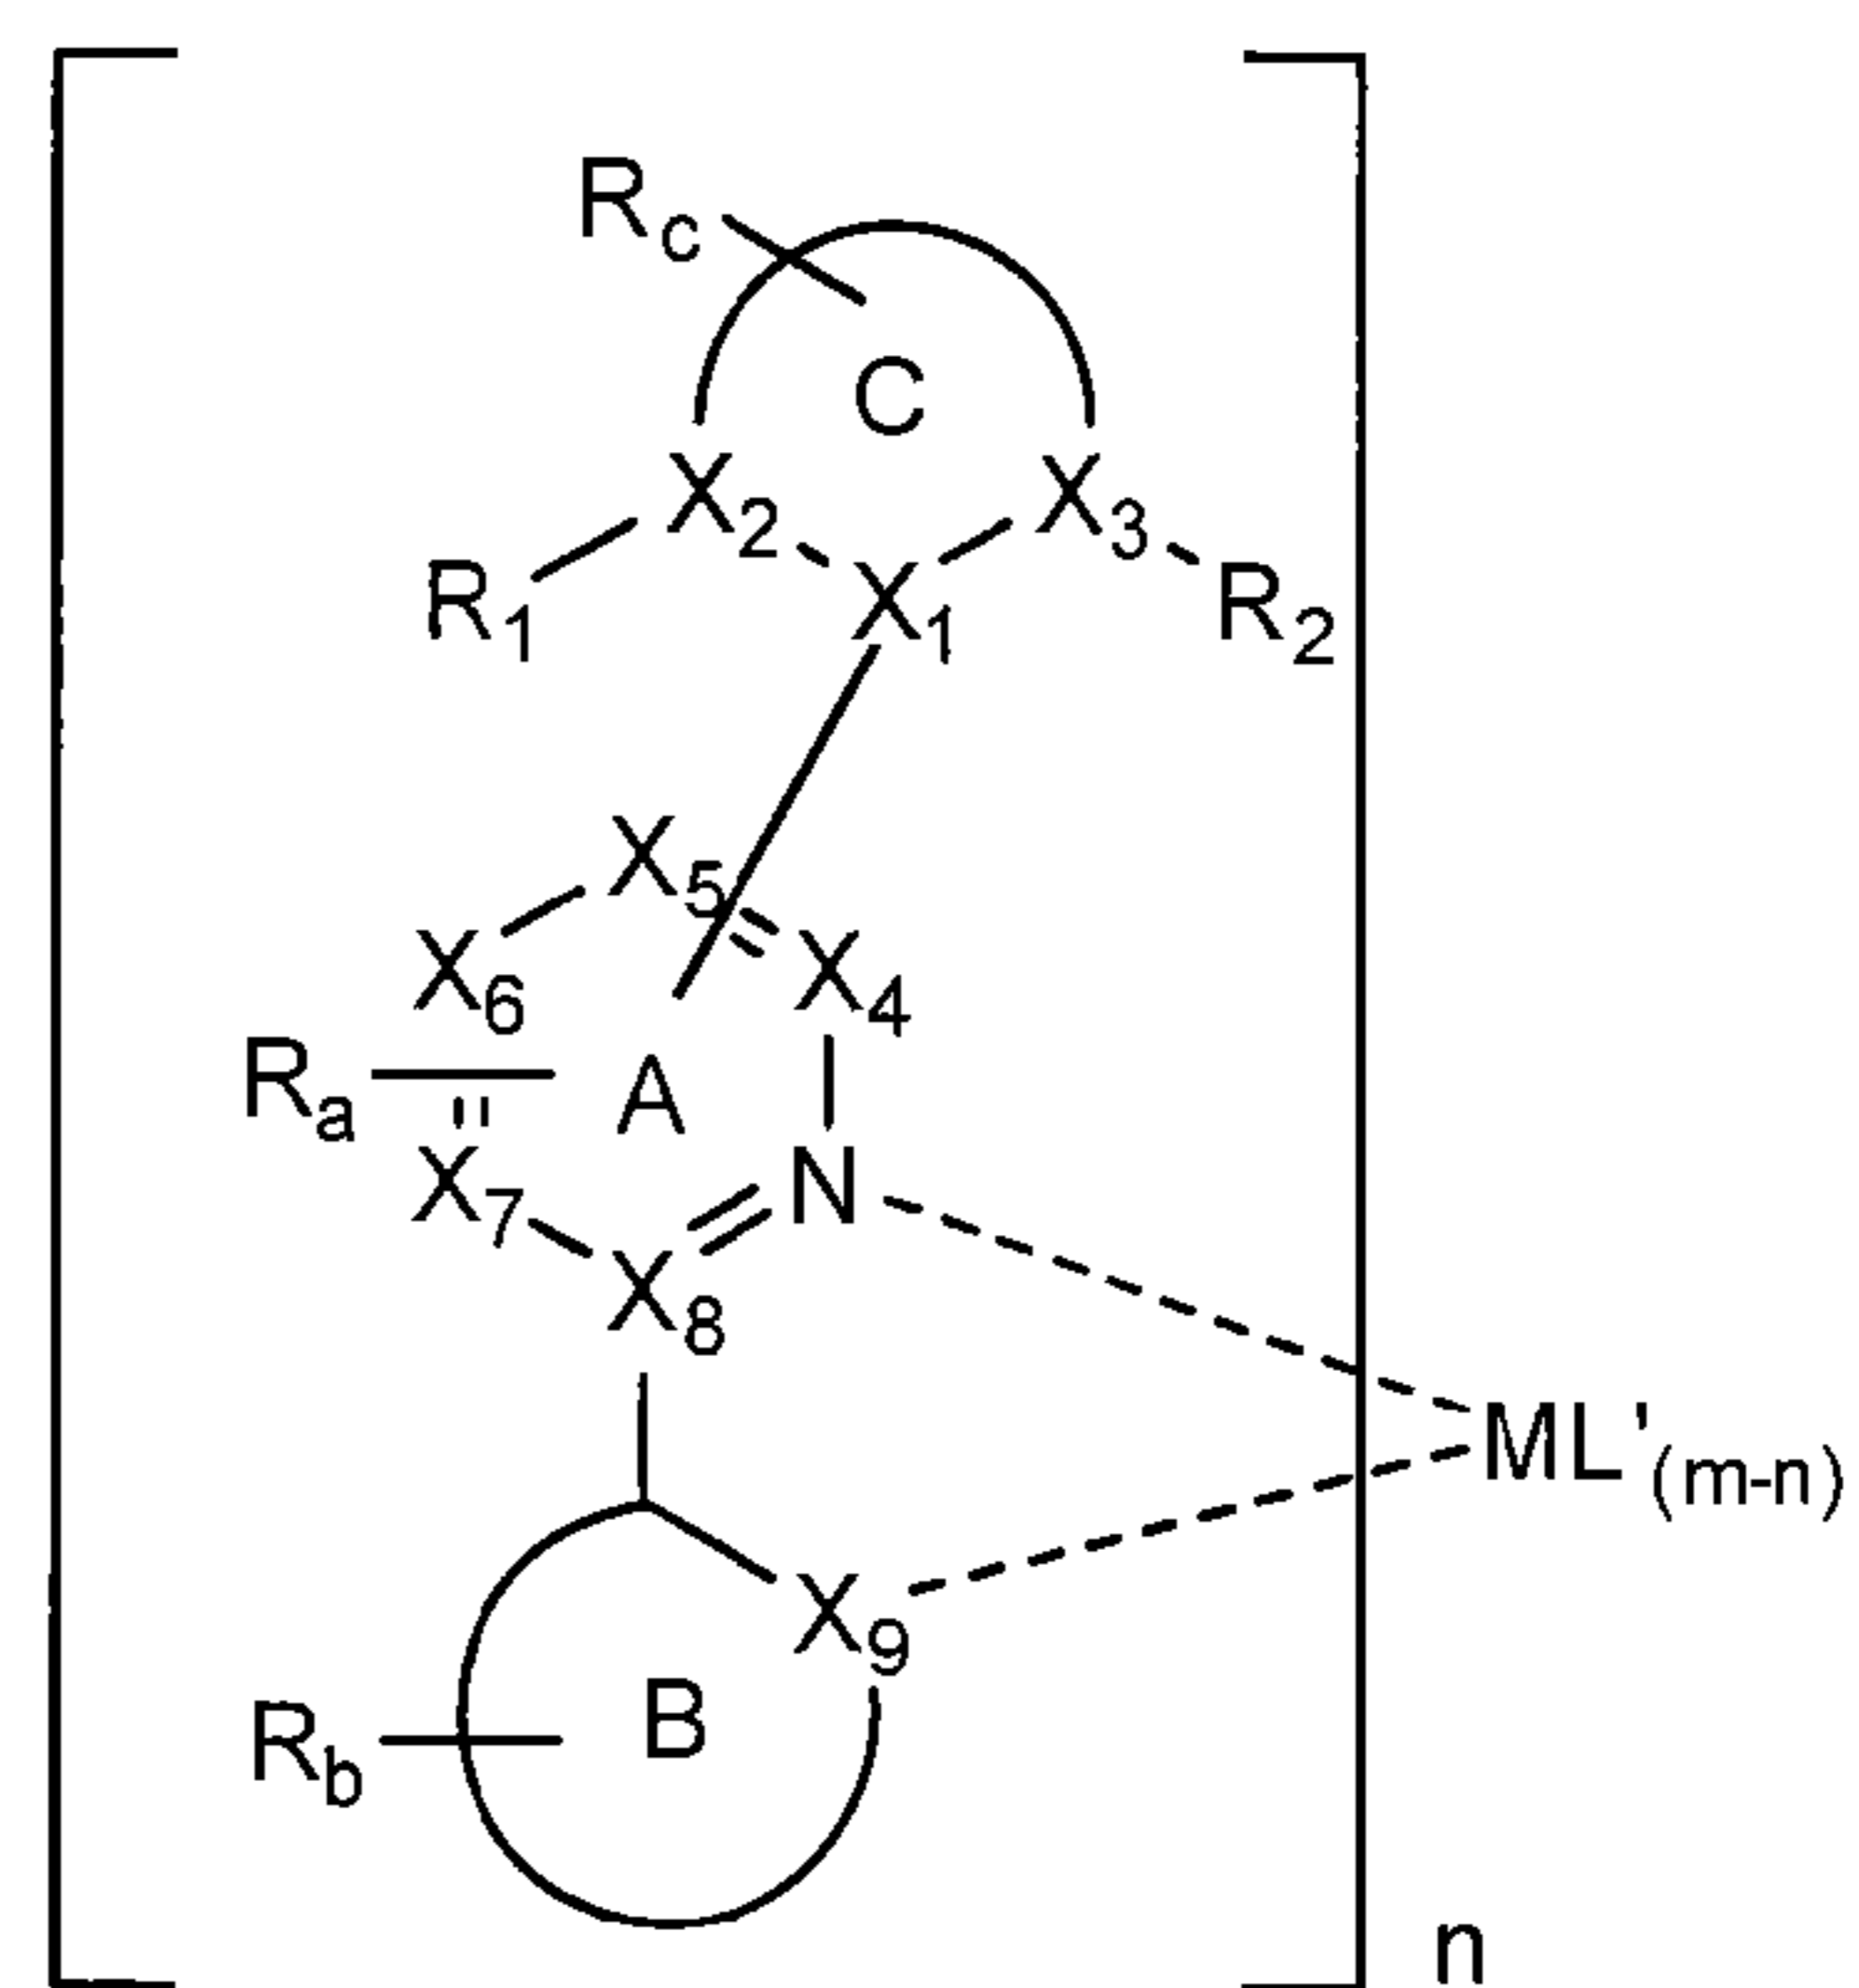 Rc
C
X2 X3
R1 X1 R2
X5
X6 X4
Ra A
X7 N
X8
ML'(m-n)
X9
Rb B
n